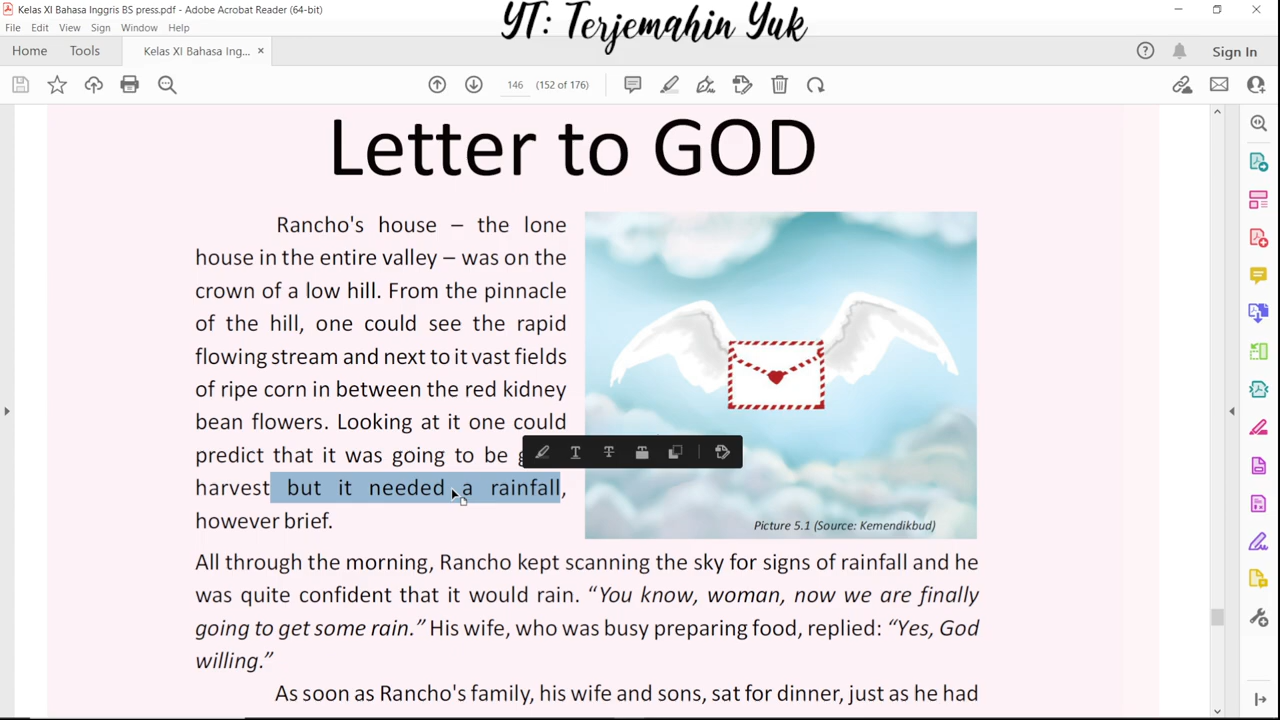 Kelas XI Bahasa Inggris BS press.pdf - Adobe Acrobat Reader (64-bit)
YT: Terjemahin Yuk
File Edit View Sign Window Help
Home Tools Kelas XI Bahasa Ing... × Sign In
146 (152 of 176)
Letter to GOD
Rancho's house – the lone
house in the entire valley – was on the
crown of a low hill. From the pinnacle
of the hill, one could see the rapid
flowing stream and next to it vast fields
of ripe corn in between the red kidney
bean flowers. Looking at it one could
predict that it was going to be
harvest but it needed a rainfall,
however brief.
Picture 5.1 (Source: Kemendikbud)
All through the morning, Rancho kept scanning the sky for signs of rainfall and he
was quite confident that it would rain. “You know, woman, now we are finally
going to get some rain.” His wife, who was busy preparing food, replied: “Yes, God
willing.”
As soon as Rancho's family, his wife and sons, sat for dinner, just as he had